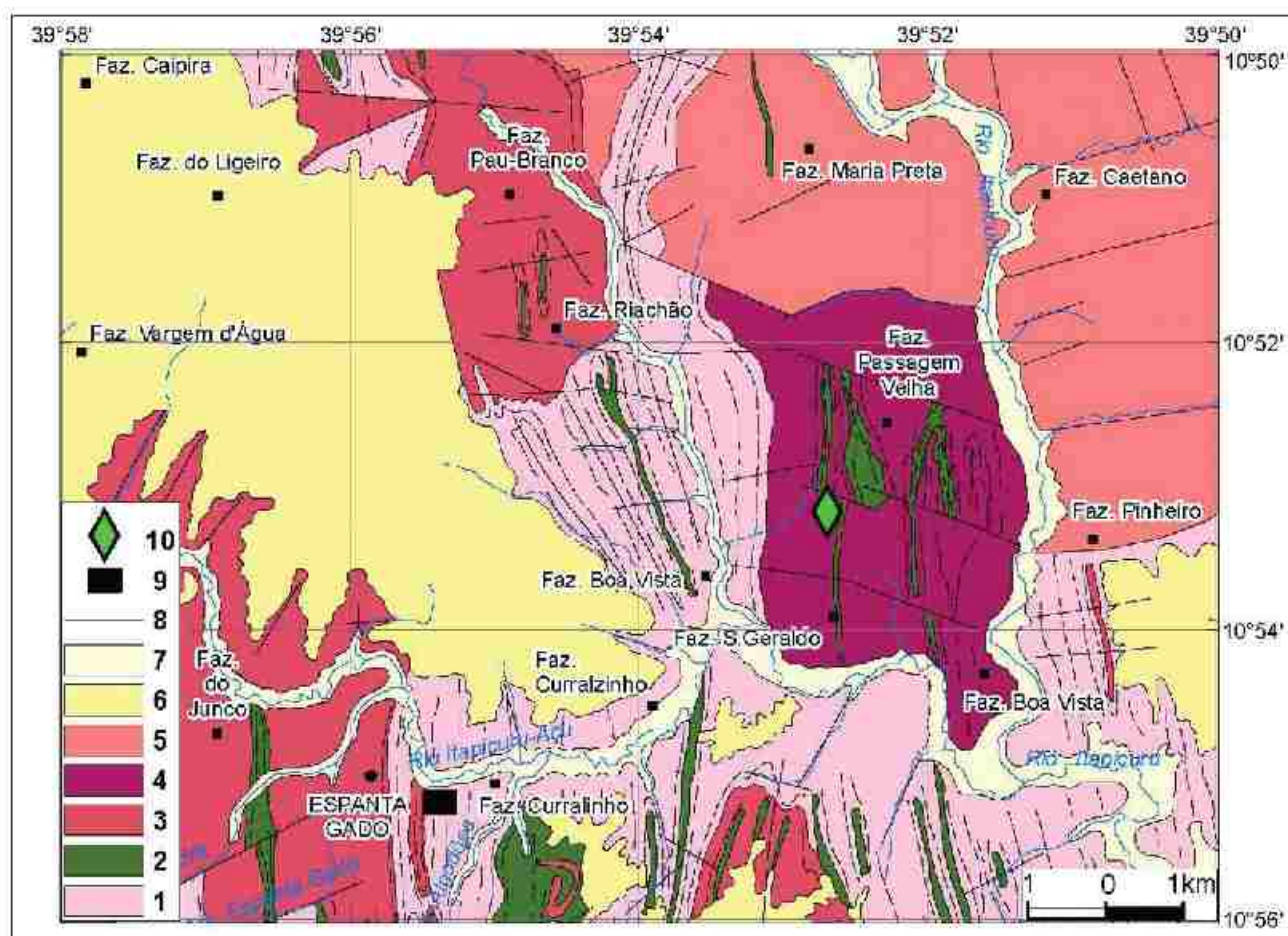 39°58' 39°56' 39°54' 39°52' 39°50'
10°50'
Faz. Caipira
Faz.
Pau-Branco
Faz. do Ligeiro
Faz. Maria Preta
Faz. Caetano
Rio
Faz. Riachão
Faz. Vargem d'Água
10°52'
Faz.
Passagem
Velha
Faz. Pinheiro
10
9
8
7
6
5
4
3
2
1
Faz. Boa Vista
10°54'
Faz. S.Geraldo
Faz.
do
Junco
Faz.
Curralzinho
Faz. Boa Vista
Rio Itapicuru-Açu
Rio Itapicuru
ESPANTA
GADO
Faz. Curralinho
1 0 1km
10°56'